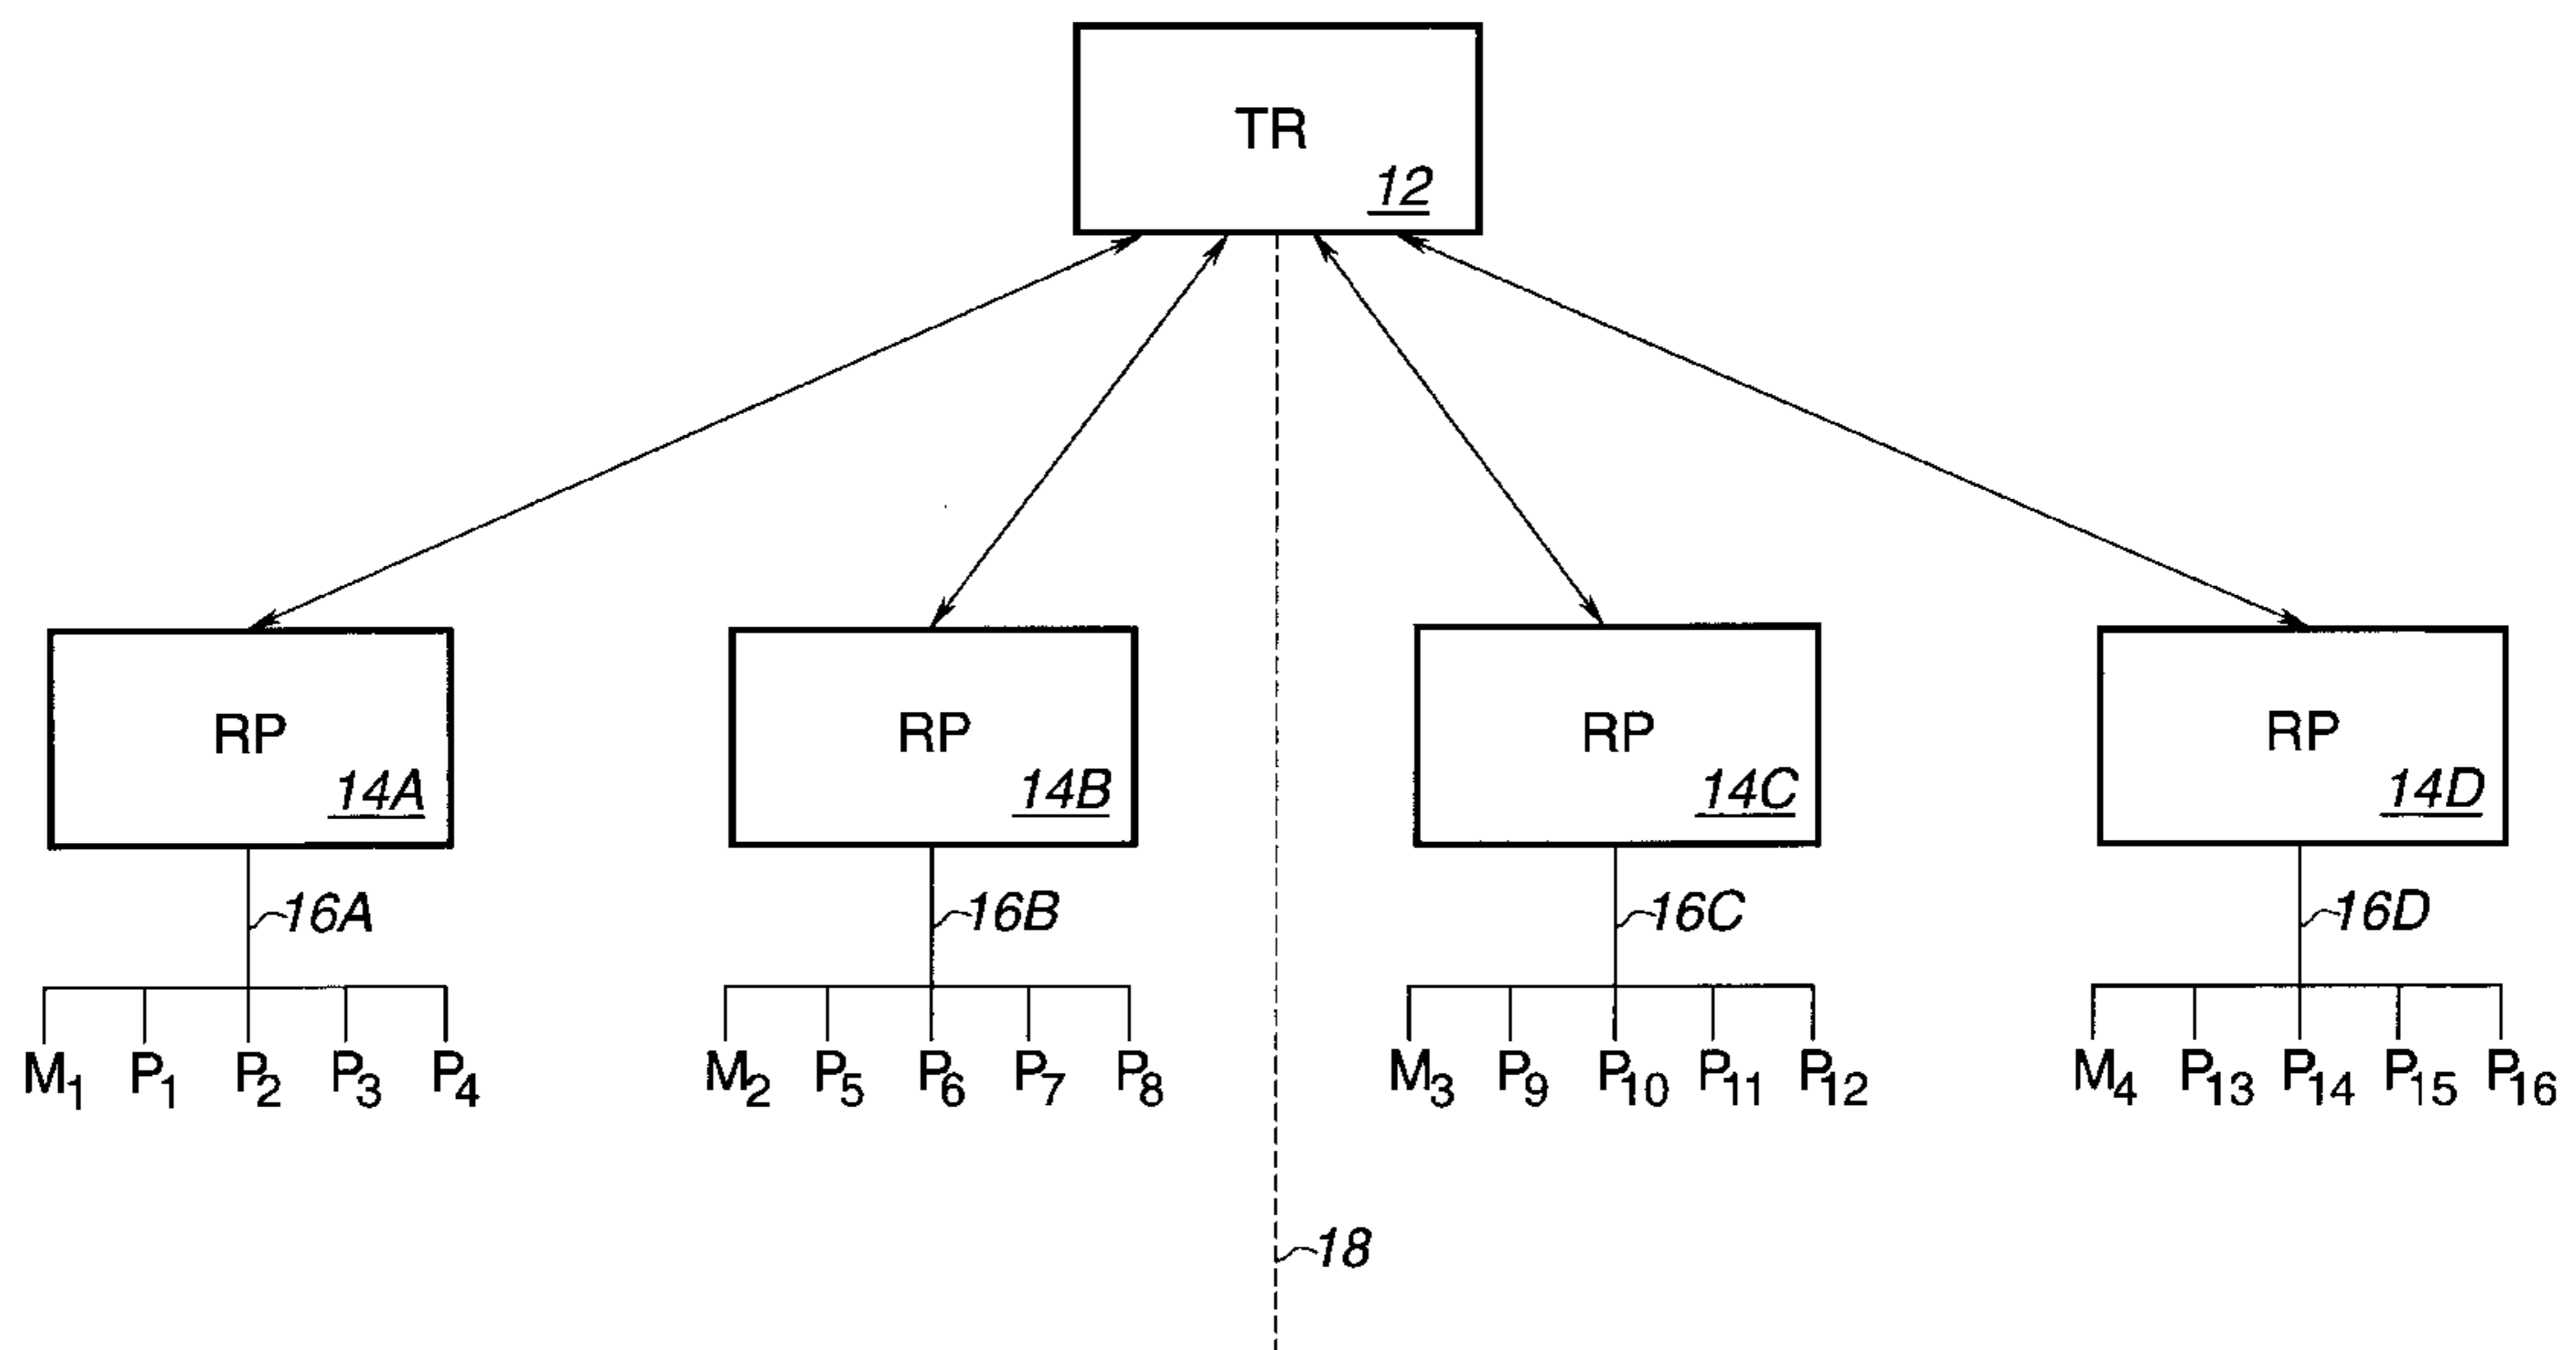 TR
12
RP 14A
RP 14B
RP 14C
RP 14D
16A 16B 16C 16D
M1 P1 P2 P3 P4 M2 P5 P6 P7 P8 M3 P9 P10 P11 P12 M4 P13 P14 P15 P16
18